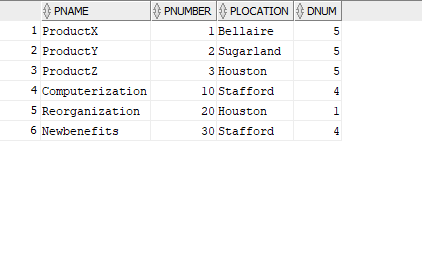 PNAME PNUMBER PLOCATION DNUM
1 ProductX 1 Bellaire 5
2 ProductY 2 Sugarland 5
3 ProductZ 3 Houston 5
4 Computerization 10 Stafford 4
5 Reorganization 20 Houston 1
6 Newbenefits 30 Stafford 4